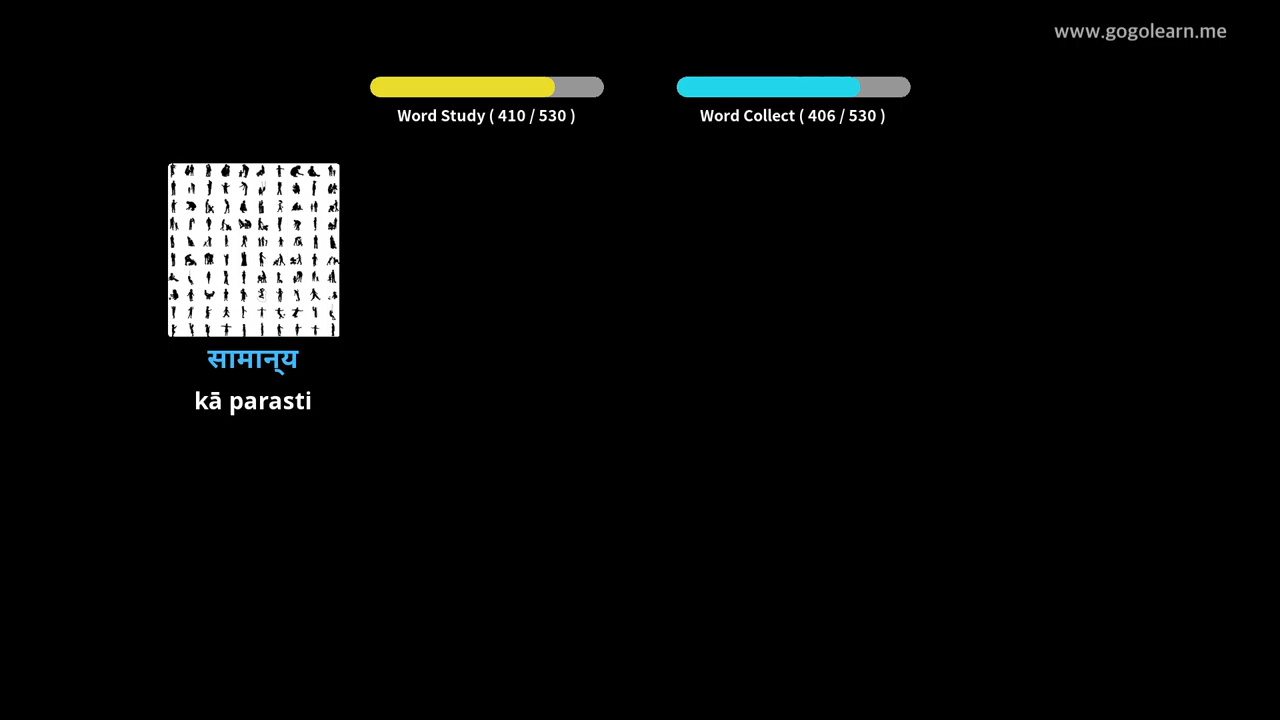 www.gogolearn.me
Word Study ( 410 / 530 )
Word Collect ( 406 / 530 )
सामान्‍य
kā parasti